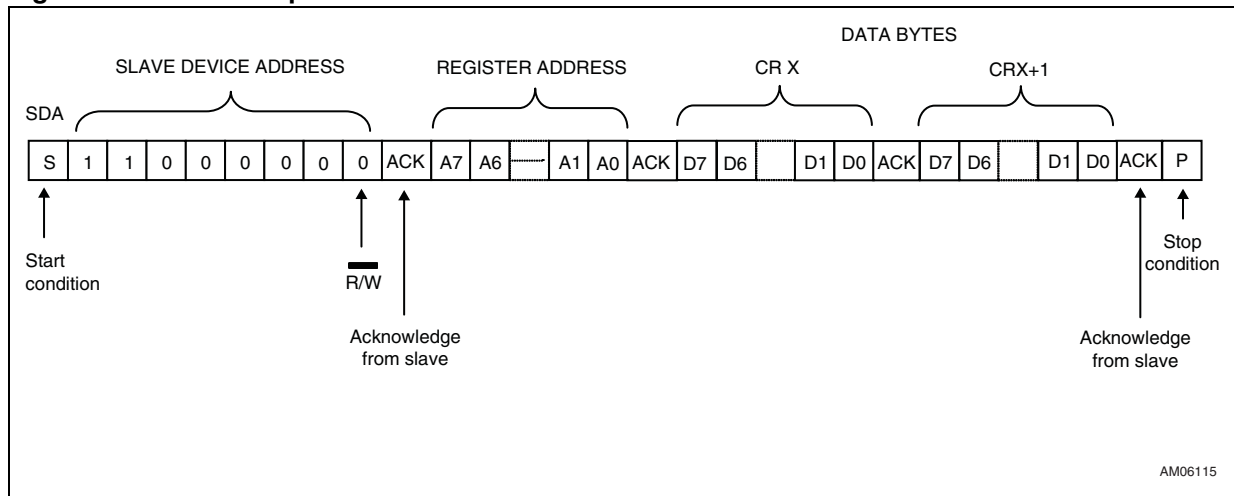 DATA BYTES
SLAVE DEVICE ADDRESS REGISTER ADDRESS CR X CRX+1
SDA
S 1 1 0 0 0 0 0 0 ACK A7 A6 A1 A0 ACK D7 D6 D1 D0 ACK D7 D6 D1 D0 ACK P
Start
condition
R/W
Acknowledge
from slave
Stop
condition
Acknowledge
from slave
AM06115